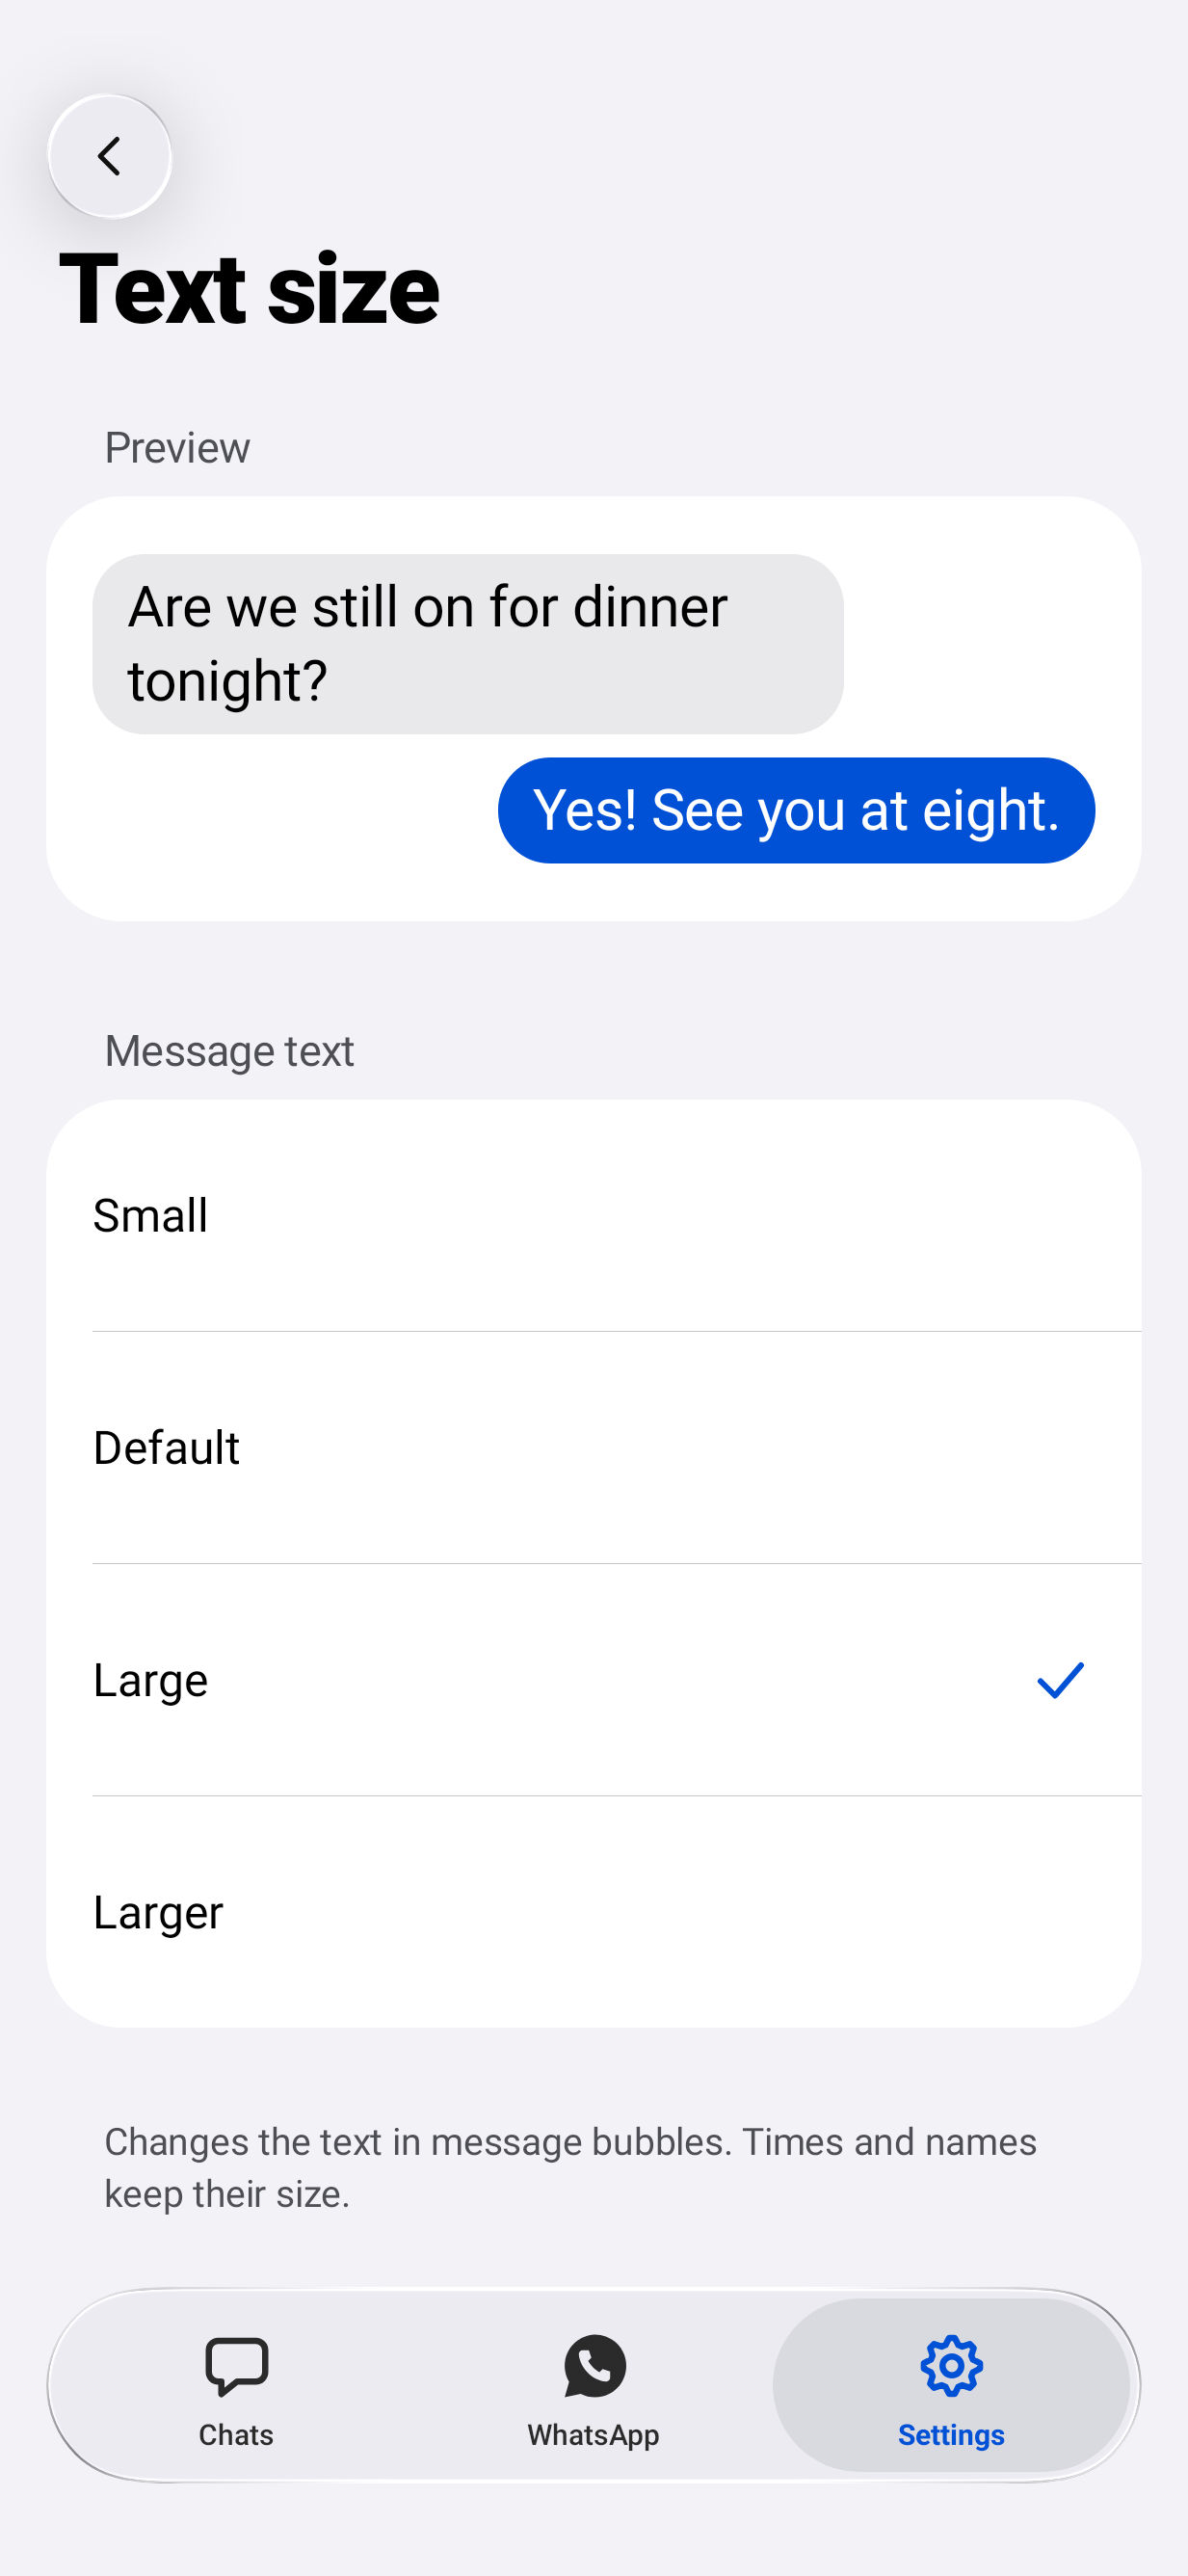 Text size
Preview
Are we still on for dinner
tonight?
Yes! See you at eight.
Message text
Small
Default
Large
Larger
Changes the text in message bubbles. Times and names
keep their size.
Chats
WhatsApp
Settings